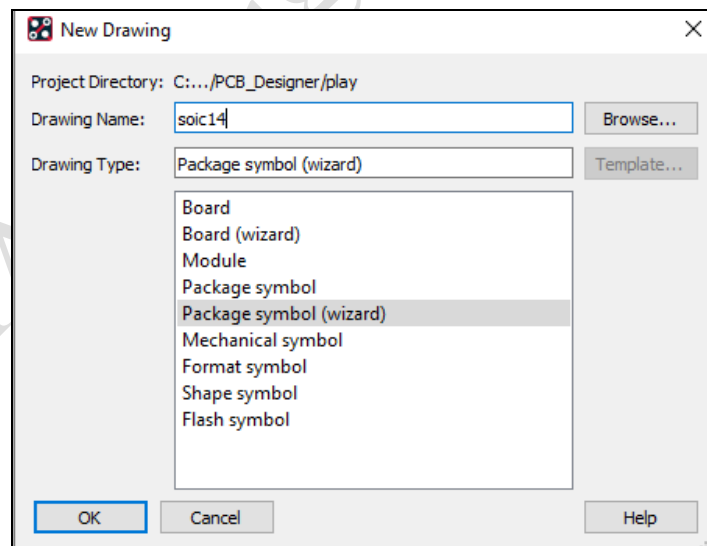 New Drawing
Project Directory: C:.../PCB_Designer/play
Drawing Name: soic14 Browse...
Drawing Type: Package symbol (wizard) Template...
Board
Board (wizard)
Module
Package symbol
Package symbol (wizard)
Mechanical symbol
Format symbol
Shape symbol
Flash symbol
OK Cancel Help